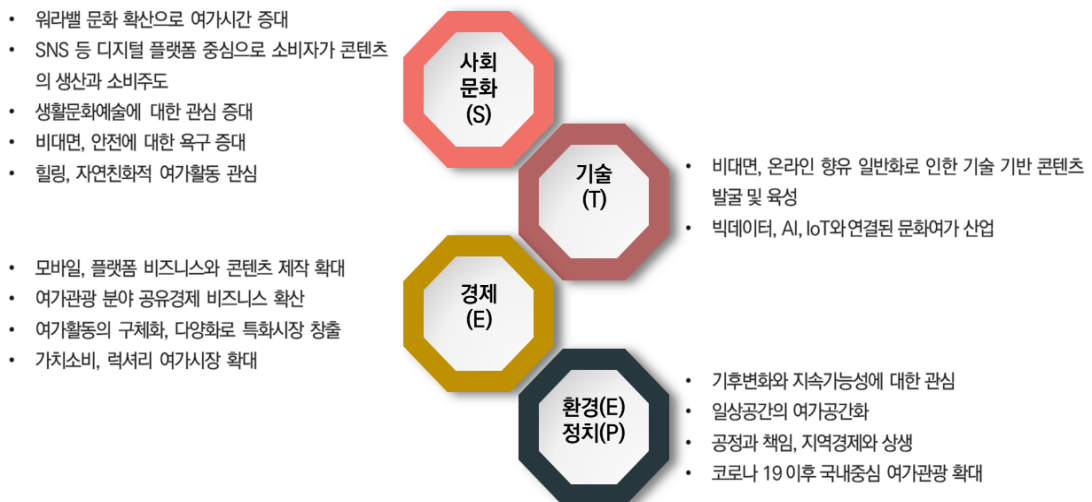 • 워라밸 문화 확산으로 여가시간 증대
• SNS 등 디지털 플랫폼 중심으로 소비자가 콘텐츠
의 생산과 소비주도
• 생활문화예술에 대한 관심 증대
• 비대면, 안전에 대한 욕구 증대
• 힐링, 자연친화적 여가활동 관심
사회
문화
(S)
기술
(T)
• 비대면, 온라인 향유 일반화로 인한 기술 기반 콘텐츠
발굴 및 육성
• 빅데이터, AI, IoT와 연결된 문화여가 산업
• 모바일, 플랫폼 비즈니스와 콘텐츠 제작 확대
• 여가관광 분야 공유경제 비즈니스 확산
• 여가활동의 구체화, 다양화로 특화시장 창출
• 가치소비, 럭셔리 여가시장 확대
경제
(E)
환경(E)
정치(P)
• 기후변화와 지속가능성에 대한 관심
• 일상공간의 여가공간화
• 공정과 책임, 지역경제와 상생
• 코로나 19 이후 국내중심 여가관광 확대